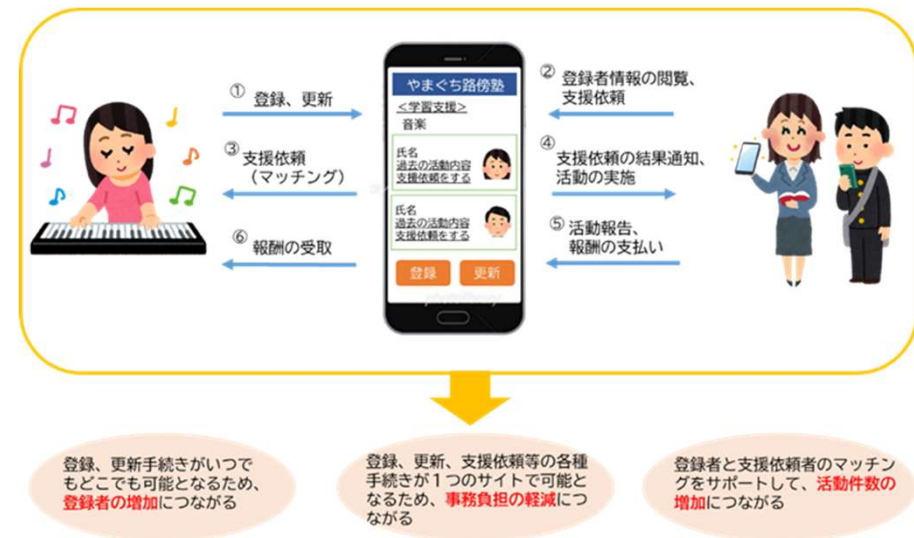 ① 登録、更新
③ 支援依頼
（マッチング）
⑥ 報酬の受取
やまぐち路傍塾
<学習支援>
音楽
氏名
過去の活動内容
支援依頼をする
氏名
過去の活動内容
支援依頼をする
登録 更新
② 登録者情報の閲覧、
支援依頼
④
支援依頼の結果通知、
活動の実施
⑤ 活動報告、
報酬の支払い
登録、更新手続きがいつで
もどこでも可能となるため、
登録者の増加につながる
登録、更新、支援依頼等の各種
手続きが１つのサイトで可能と
なるため、事務負担の軽減につ
ながる
登録者と支援依頼者のマッチン
グをサポートして、活動件数の
増加につながる